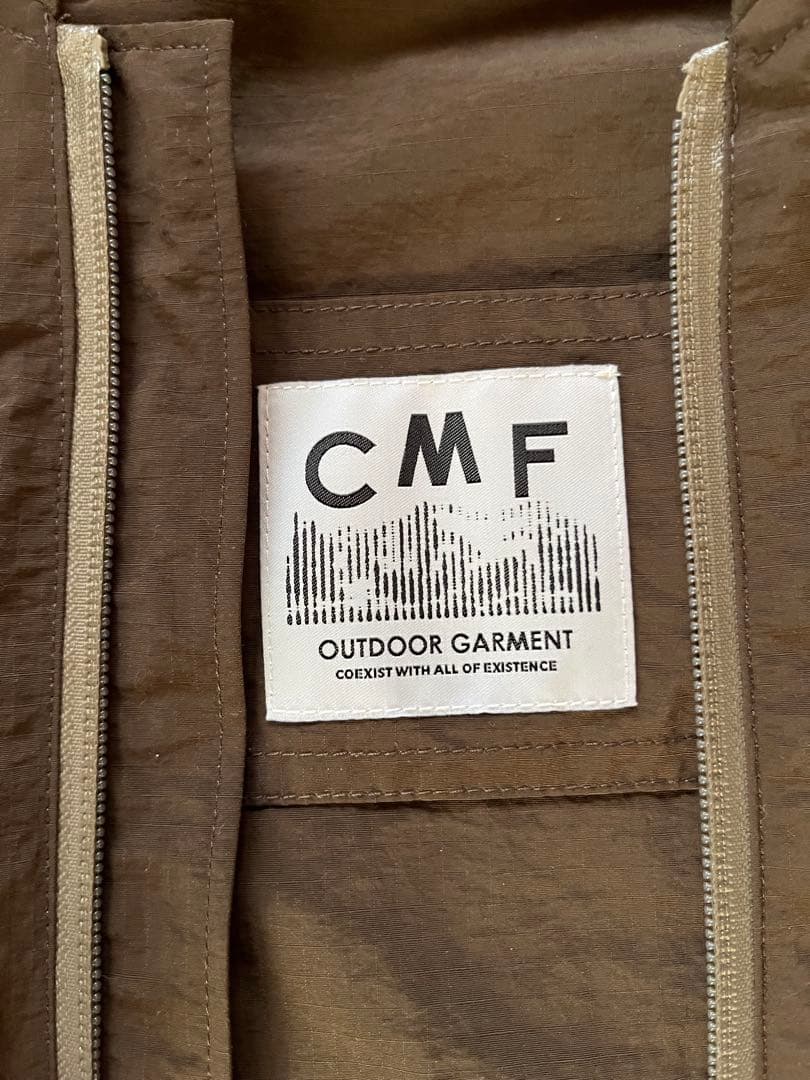 CMF
OUTDOOR GARMENT
COEXIST WITH ALL OF EXISTENCE